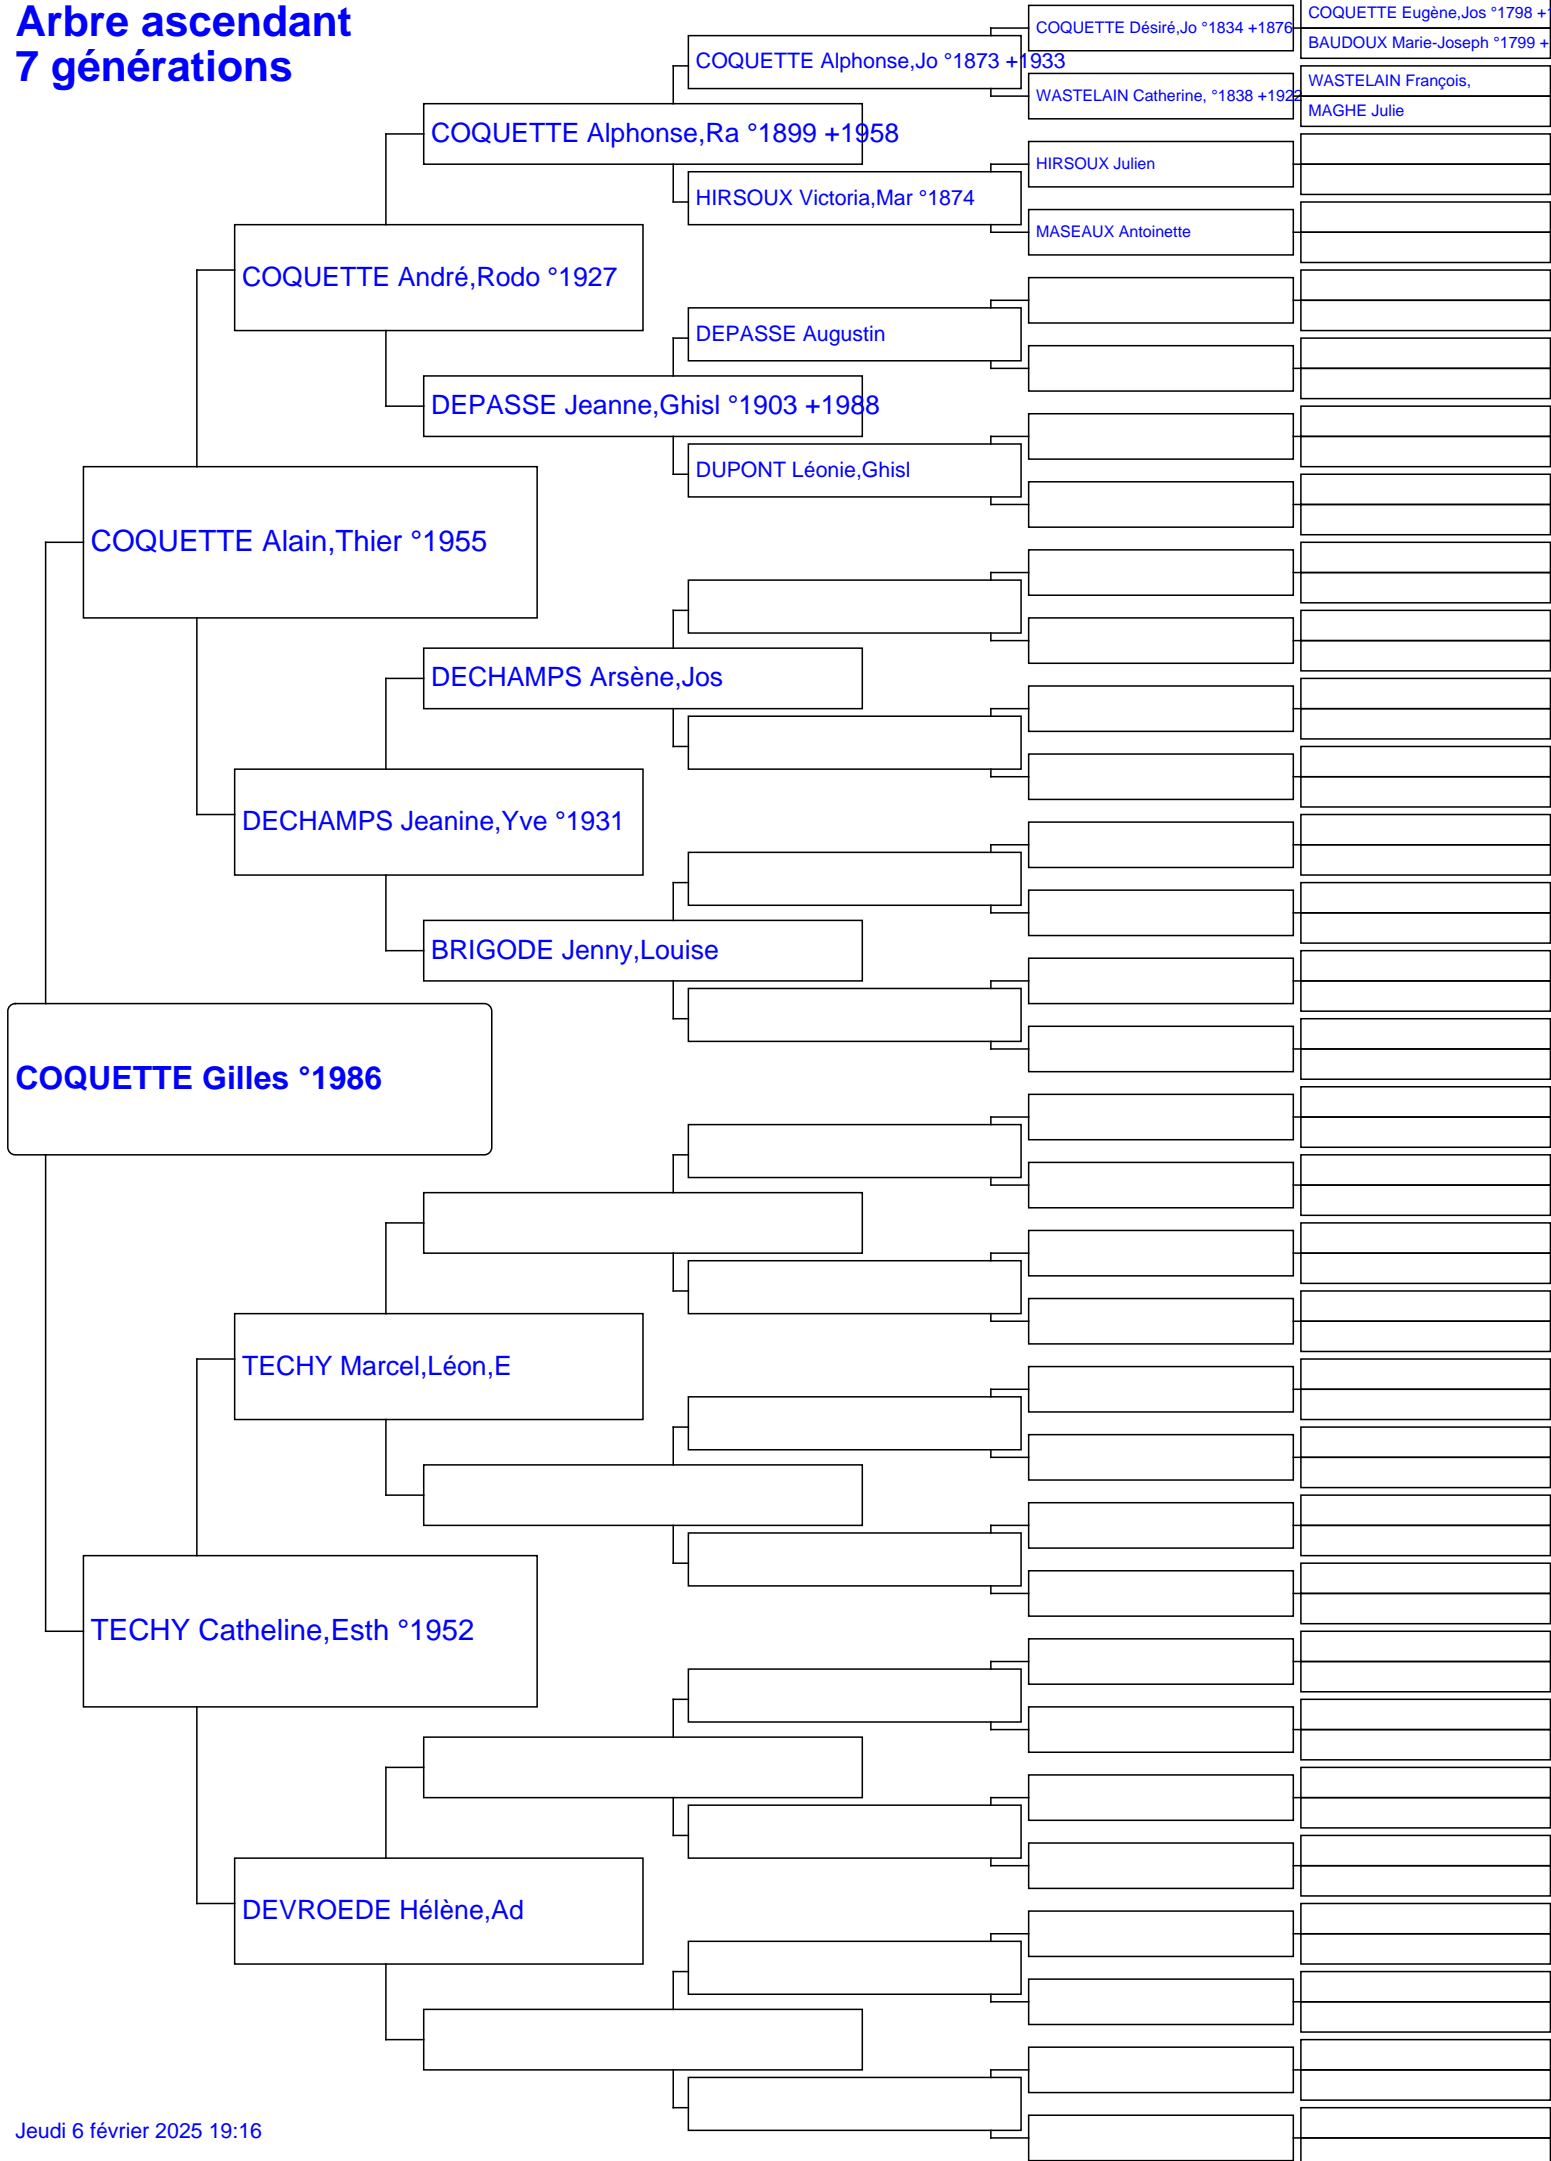 Arbre ascendant
7 générations
COQUETTE Eugène,Jos °1798 +
COQUETTE Désiré,Jo °1834 +1876
BAUDOUX Marie-Joseph °1799 +
COQUETTE Alphonse,Jo °1873 +1933
WASTELAIN François,
WASTELAIN Catherine, °1838 +1922
MAGHE Julie
COQUETTE Alphonse,Ra °1899 +1958
HIRSOUX Julien
HIRSOUX Victoria,Mar °1874
MASEAUX Antoinette
COQUETTE André,Rodo °1927
DEPASSE Augustin
DEPASSE Jeanne,Ghisl °1903 +1988
DUPONT Léonie,Ghisl
COQUETTE Alain,Thier °1955
DECHAMPS Arsène,Jos
DECHAMPS Jeanine,Yve °1931
BRIGODE Jenny,Louise
COQUETTE Gilles °1986
TECHY Marcel,Léon,E
TECHY Catheline,Esth °1952
DEVROEDE Hélène,Ad
Jeudi 6 février 2025 19:16